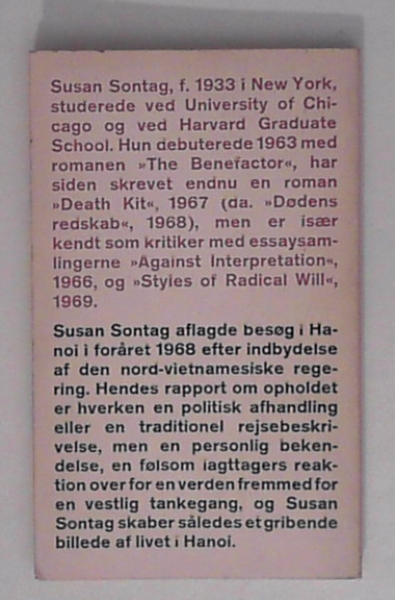 Susan Sontag, f. 1933 i New York,
studerede ved University of Chi-
cago og ved Harvard Graduate
School. Hun debuterede 1963 med
romanen »The Benefactor«, har
siden skrevet endnu en roman
»Death Kit«, 1967 (da. »Dødens
redskab«, 1968), men er især
kendt som kritiker med essaysam-
lingerne »Against Interpretation«,
1966, og »Styles of Radical Will«,
1969.
Susan Sontag aflagde besøg i Ha-
noi i foråret 1968 efter indbydelse
af den nord-vietnamesiske rege-
ring. Hendes rapport om opholdet
er hverken en politisk afhandling
eller en traditionel rejsebeskri-
velse, men en personlig beken-
delse, en følsom iagttagers reak-
tion over for en verden fremmed for
en vestlig tankegang, og Susan
Sontag skaber således et gribende
billede af livet i Hanoi.